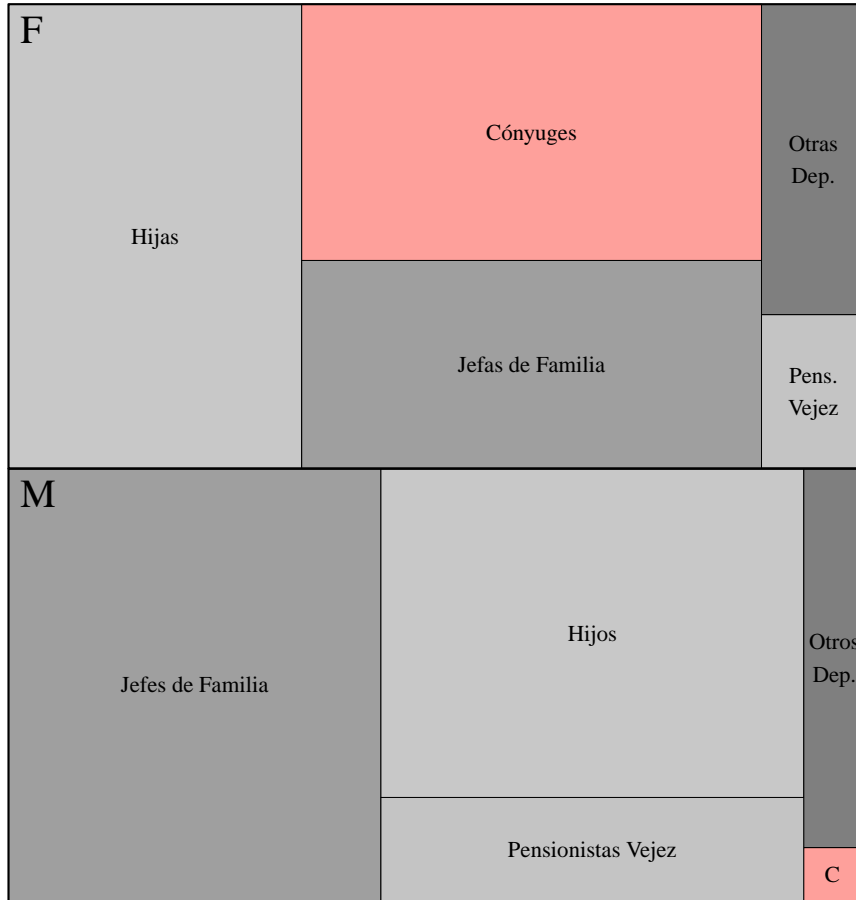 F
Hijas
Cónyuges
Otras
Dep.
Jefas de Familia
Pens.
Vejez
M
Jefes de Familia
Hijos
Otros
Dep.
Pensionistas Vejez
C